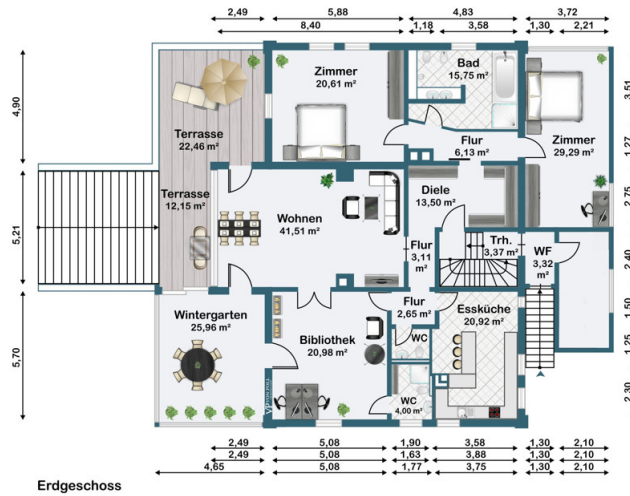 2,49 5,88 4,83 3,72
8,40 1,18 3,58 1,30 2,21
4,90
5,21
5,70
3,51
1,27
2,75
2,40
1,50
1,25
2,30
Zimmer
20,61 m²
Bad
15,75 m²
Terrasse
22,46 m²
Flur
6,13 m²
Zimmer
29,29 m²
Terrasse
12,15 m²
Wohnen
41,51 m²
Diele
13,50 m²
Flur
3,11
m²
Trh.
3,37 m²
WF
3,32
m²
Wintergarten
25,96 m²
Bibliothek
20,98 m²
Flur
2,65 m²
Essküche
20,92 m²
WC
WC
4,00 m²
2,49 5,08 1,90 3,58 1,30 2,10
2,49 5,08 1,63 3,88 1,30 2,10
4,65 5,08 1,77 3,75 1,30 2,10
Erdgeschoss